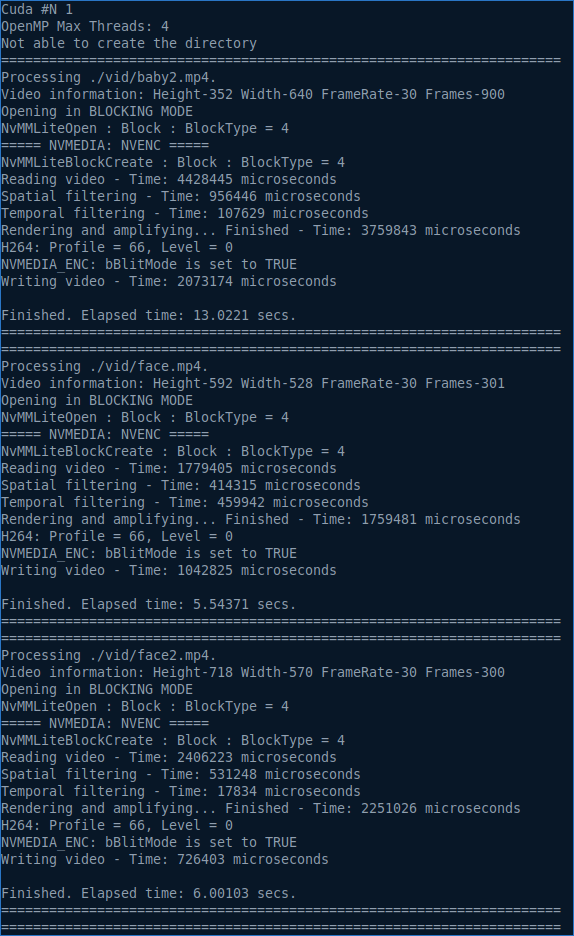 Cuda #N 1
OpenMP Max Threads: 4
Not able to create the directory
======================================================================
Processing ./vid/baby2.mp4.
Video information: Height-352 Width-640 FrameRate-30 Frames-900
Opening in BLOCKING MODE
NvMMLiteOpen : Block : BlockType = 4
===== NVMEDIA: NVENC =====
NvMMLiteBlockCreate : Block : BlockType = 4
Reading video - Time: 4428445 microseconds
Spatial filtering - Time: 956446 microseconds
Temporal filtering - Time: 107629 microseconds
Rendering and amplifying... Finished - Time: 3759843 microseconds
H264: Profile = 66, Level = 0
NVMEDIA_ENC: bBlitMode is set to TRUE
Writing video - Time: 2073174 microseconds

Finished. Elapsed time: 13.0221 secs.
======================================================================
======================================================================
Processing ./vid/face.mp4.
Video information: Height-592 Width-528 FrameRate-30 Frames-301
Opening in BLOCKING MODE
NvMMLiteOpen : Block : BlockType = 4
===== NVMEDIA: NVENC =====
NvMMLiteBlockCreate : Block : BlockType = 4
Reading video - Time: 1779405 microseconds
Spatial filtering - Time: 414315 microseconds
Temporal filtering - Time: 459942 microseconds
Rendering and amplifying... Finished - Time: 1759481 microseconds
H264: Profile = 66, Level = 0
NVMEDIA_ENC: bBlitMode is set to TRUE
Writing video - Time: 1042825 microseconds

Finished. Elapsed time: 5.54371 secs.
======================================================================
======================================================================
Processing ./vid/face2.mp4.
Video information: Height-718 Width-570 FrameRate-30 Frames-300
Opening in BLOCKING MODE
NvMMLiteOpen : Block : BlockType = 4
===== NVMEDIA: NVENC =====
NvMMLiteBlockCreate : Block : BlockType = 4
Reading video - Time: 2406223 microseconds
Spatial filtering - Time: 531248 microseconds
Temporal filtering - Time: 17834 microseconds
Rendering and amplifying... Finished - Time: 2251026 microseconds
H264: Profile = 66, Level = 0
NVMEDIA_ENC: bBlitMode is set to TRUE
Writing video - Time: 726403 microseconds

Finished. Elapsed time: 6.00103 secs.
======================================================================
======================================================================